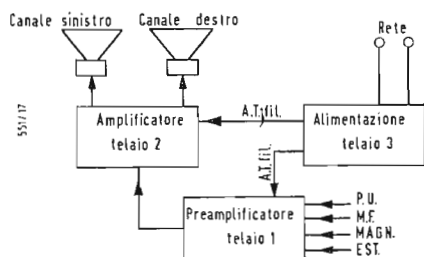 Canale sinistro
Canale destro
Rete
551/17
Amplificatore
telaio 2
A.T. fil.
Alimentazione
telaio 3
A.T. fil.
Preamplificatore
telaio 1
P.U.
M.F.
MAGN.
EST.